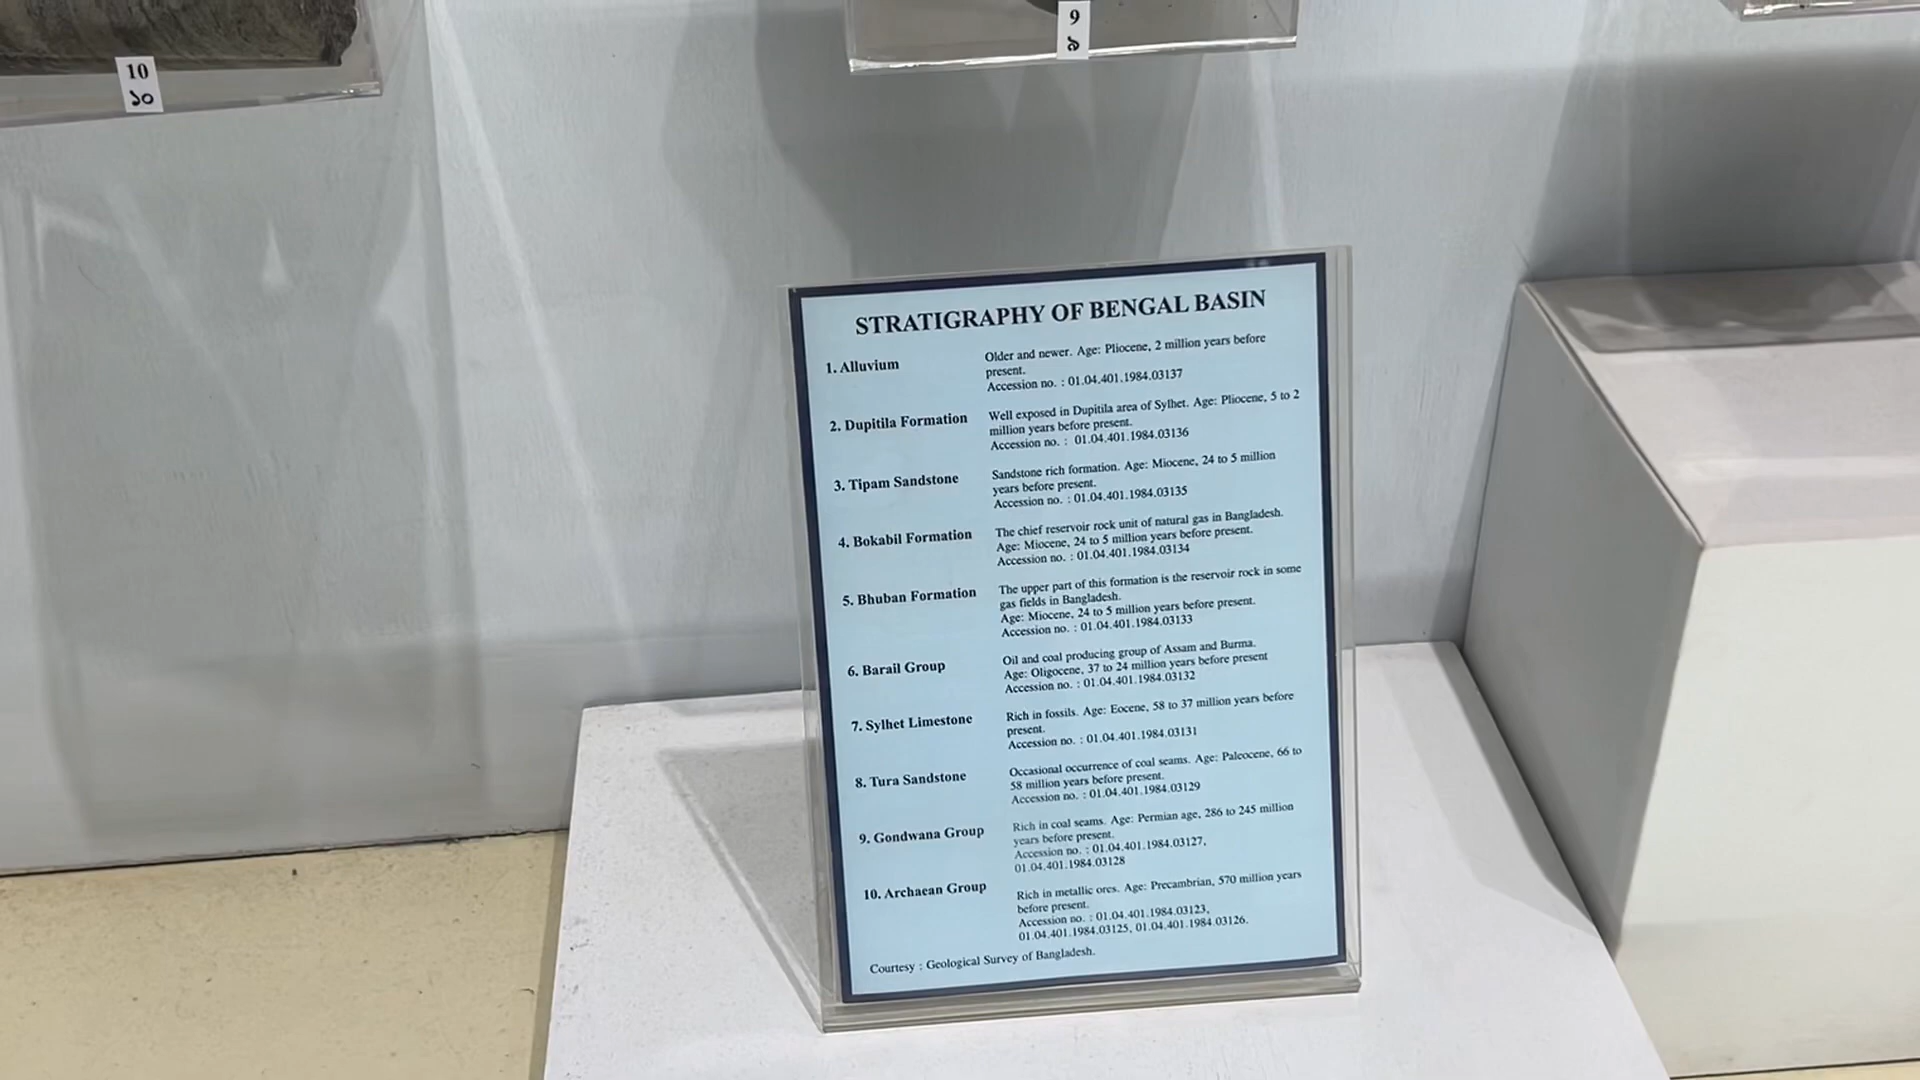 10
১০
9
৯
STRATIGRAPHY OF BENGAL BASIN
1. Alluvium
Older and newer. Age: Pliocene, 2 million years before
present.
Accession no. : 01.04.401.1984.03137
2. Dupitila Formation
Well exposed in Dupitila area of Sylhet. Age: Pliocene, 5 to 2
million years before present.
Accession no. : 01.04.401.1984.03136
3. Tipam Sandstone
Sandstone rich formation. Age: Miocene, 24 to 5 million
years before present.
Accession no. : 01.04.401.1984.03135
4. Bokabil Formation
The chief reservoir rock unit of natural gas in Bangladesh.
Age: Miocene, 24 to 5 million years before present.
Accession no. : 01.04.401.1984.03134
5. Bhuban Formation
The upper part of this formation is the reservoir rock in some
gas fields in Bangladesh.
Age: Miocene, 24 to 5 million years before present.
Accession no. : 01.04.401.1984.03133
6. Barail Group
Oil and coal producing group of Assam and Burma.
Age: Oligocene, 37 to 24 million years before present
Accession no. : 01.04.401.1984.03132
7. Sylhet Limestone
Rich in fossils. Age: Eocene, 58 to 37 million years before
present.
Accession no. : 01.04.401.1984.03131
8. Tura Sandstone
Occasional occurrence of coal seams. Age: Paleocene, 66 to
58 million years before present.
Accession no. : 01.04.401.1984.03129
9. Gondwana Group
Rich in coal seams. Age: Permian age, 286 to 245 million
years before present.
Accession no. : 01.04.401.1984.03127,
01.04.401.1984.03128
10. Archaean Group
Rich in metallic ores. Age: Precambrian, 570 million years
before present.
Accession no. : 01.04.401.1984.03123,
01.04.401.1984.03125, 01.04.401.1984.03126.
Courtesy : Geological Survey of Bangladesh.